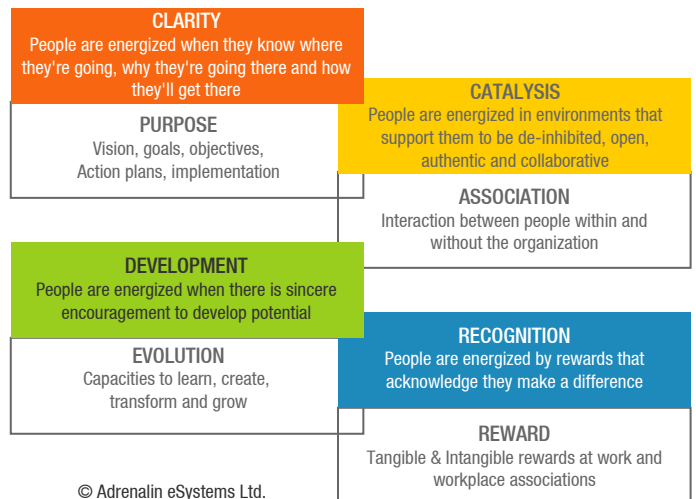 CLARITY
People are energized when they know where
they're going, why they're going there and how
they'll get there
PURPOSE
Vision, goals, objectives,
Action plans, implementation
CATALYSIS
People are energized in environments that
support them to be de-inhibited, open,
authentic and collaborative
ASSOCIATION
Interaction between people within and
without the organization
DEVELOPMENT
People are energized when there is sincere
encouragement to develop potential
EVOLUTION
Capacities to learn, create,
transform and grow
RECOGNITION
People are energized by rewards that
acknowledge they make a difference
REWARD
Tangible & Intangible rewards at work and
workplace associations
© Adrenalin eSystems Ltd.